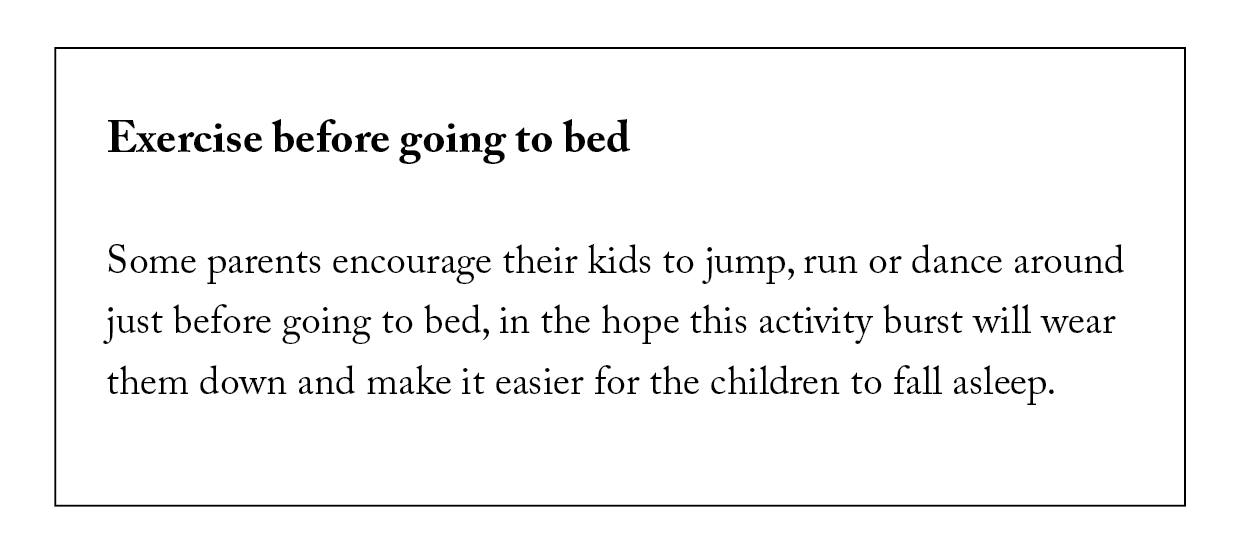 Exercise before going to bed
Some parents encourage their kids to jump, run or dance around
just before going to bed, in the hope this activity burst will wear
them down and make it easier for the children to fall asleep.